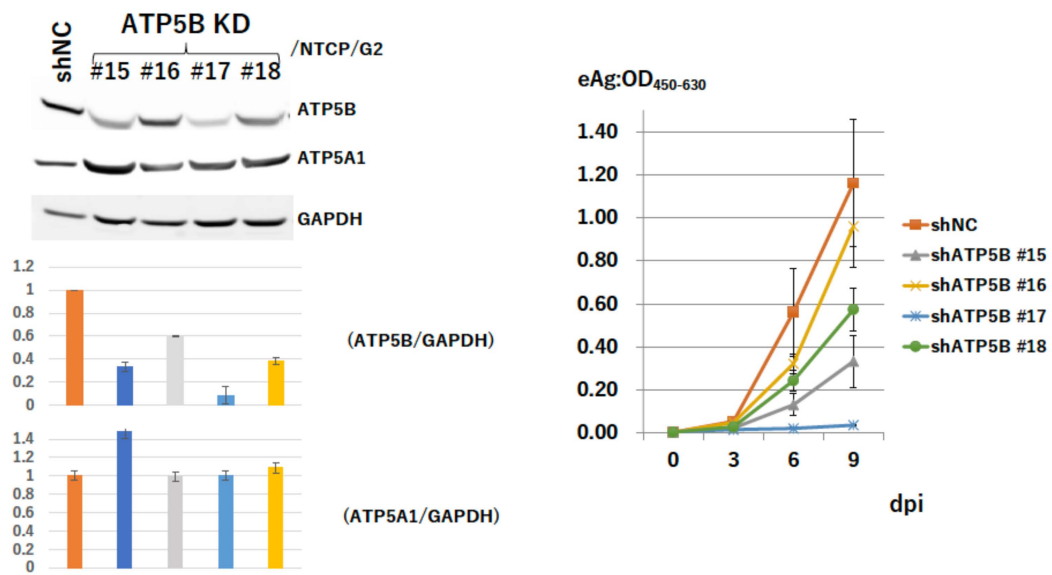 ATP5B KD
shNC
/NTCP/G2
#15 #16 #17 #18
ATP5B
ATP5A1
GAPDH
1.2
1
0.8
0.6
0.4
0.2
0
(ATP5B/GAPDH)
1.4
1.2
1
0.8
0.6
0.4
0.2
0
(ATP5A1/GAPDH)
eAg:OD450-630
1.40
1.20
1.00
0.80
0.60
0.40
0.20
0.00
0 3 6 9
dpi
shNC
shATP5B #15
shATP5B #16
shATP5B #17
shATP5B #18